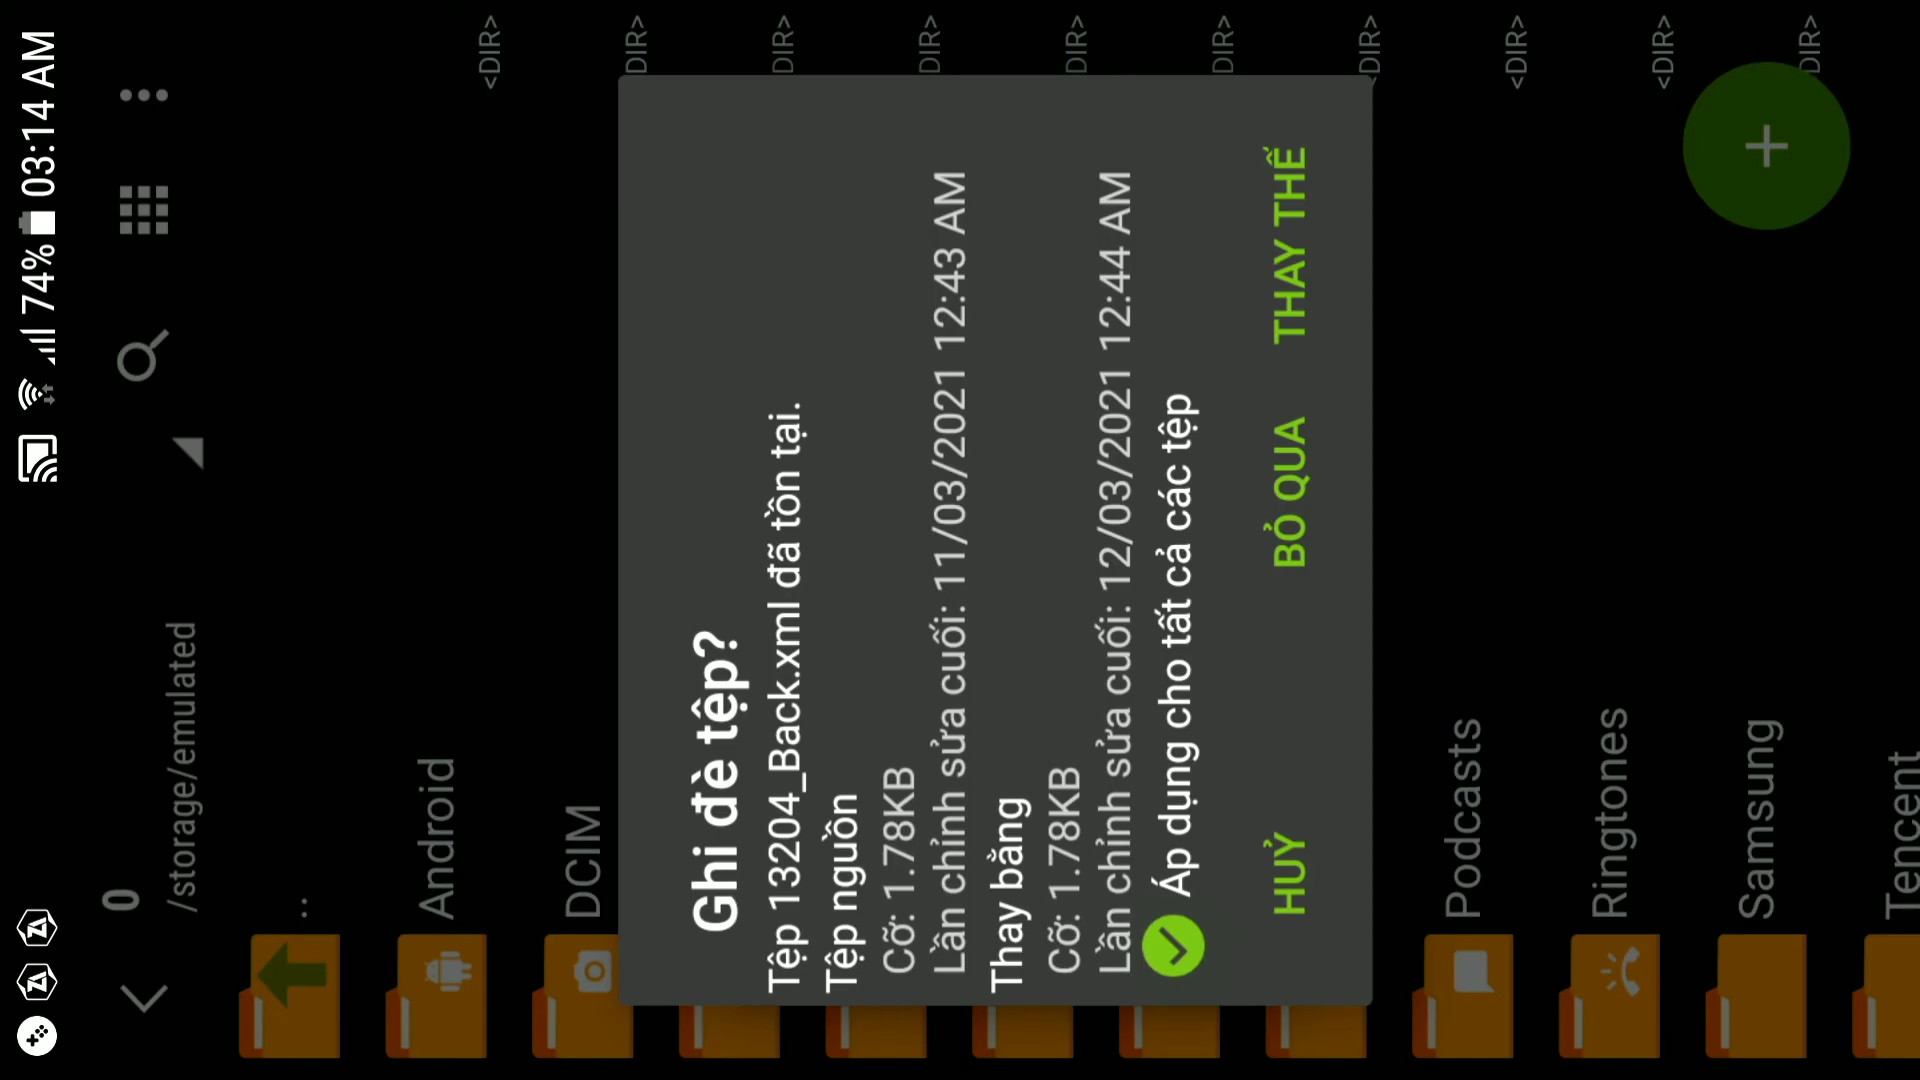 74% 03:14 AM
0
/storage/emulated
..
Android
<DIR>
DCIM
DIR>
DIR>
DIR>
DIR>
DIR>
DIR>
Ghi đè tệp?
Tệp 13204_Back.xml đã tồn tại.
Tệp nguồn
Cỡ: 1.78KB
Lần chỉnh sửa cuối: 11/03/2021 12:43 AM
Thay bằng
Cỡ: 1.78KB
Lần chỉnh sửa cuối: 12/03/2021 12:44 AM
Áp dụng cho tất cả các tệp
HUỶ BỎ QUA THAY THẾ
Podcasts
<DIR>
Ringtones
<DIR>
Samsung
DIR>
Tencent